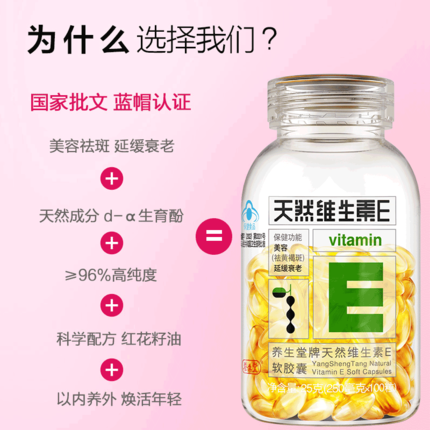 为什么选择我们？
国家批文 蓝帽认证
美容祛斑 延缓衰老
+
天然成分 d-α生育酚
+
≥96%高纯度
+
科学配方 红花籽油
+
以内养外 焕活年轻
=
天然维生素E
保健功能
美容
(祛黄褐斑)
延缓衰老
vitamin
E
养生堂牌天然维生素E
软胶囊
YangShengTang Natural
Vitamin E Soft Capsules